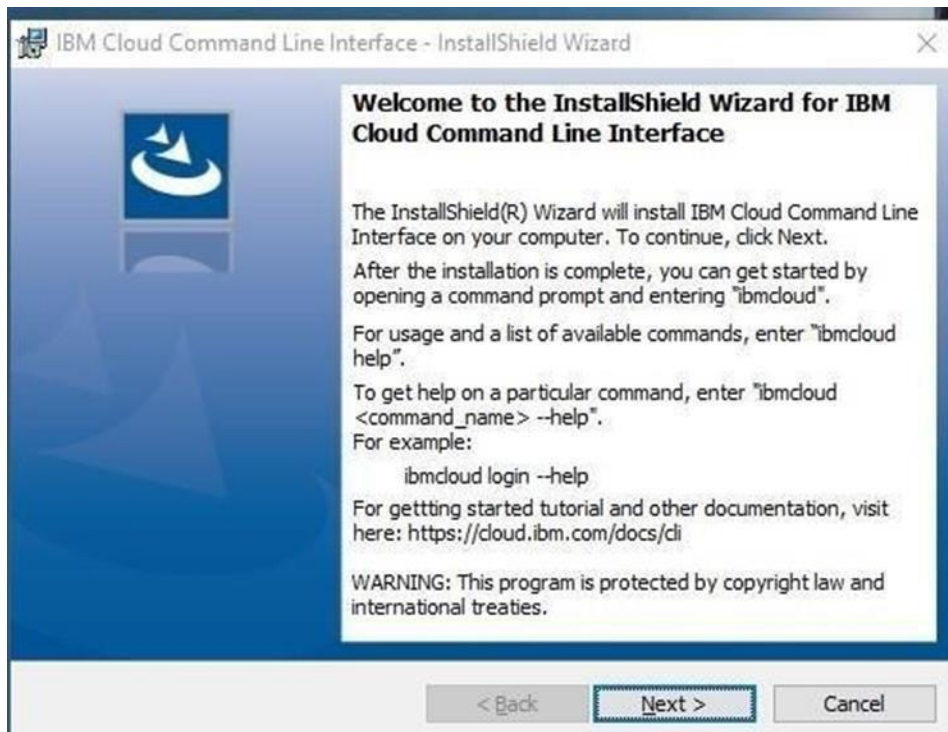 IBM Cloud Command Line Interface - InstallShield Wizard
Welcome to the InstallShield Wizard for IBM
Cloud Command Line Interface
The InstallShield(R) Wizard will install IBM Cloud Command Line
Interface on your computer. To continue, click Next.
After the installation is complete, you can get started by
opening a command prompt and entering "ibmcloud".
For usage and a list of available commands, enter "ibmcloud
help".
To get help on a particular command, enter "ibmcloud
<command_name> --help".
For example:
ibmcloud login --help
For gettting started tutorial and other documentation, visit
here: https://cloud.ibm.com/docs/cli
WARNING: This program is protected by copyright law and
international treaties.
< Back Next > Cancel